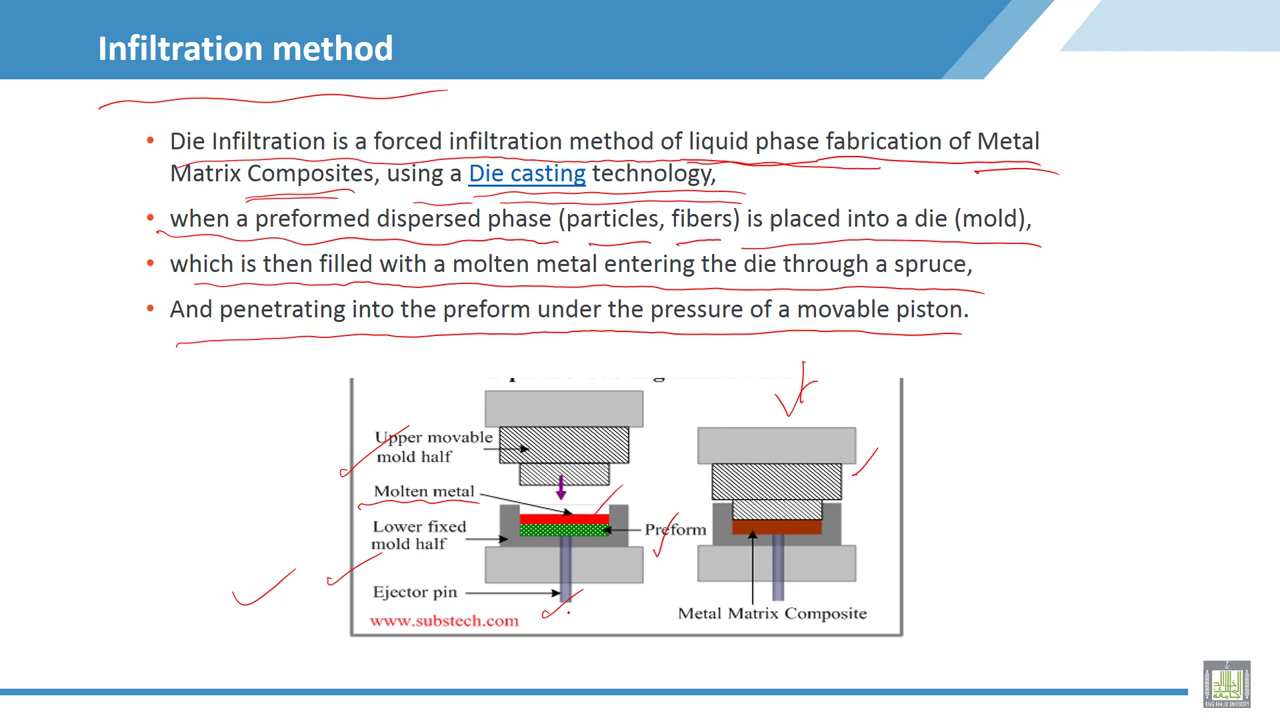 Infiltration method
• Die Infiltration is a forced infiltration method of liquid phase fabrication of Metal
Matrix Composites, using a Die casting technology,
• when a preformed dispersed phase (particles, fibers) is placed into a die (mold),
• which is then filled with a molten metal entering the die through a spruce,
• And penetrating into the preform under the pressure of a movable piston.
Upper movable
mold half
Molten metal
Lower fixed
mold half
Preform
Ejector pin
www.substech.com
Metal Matrix Composite
KING KHALID UNIVERSITY